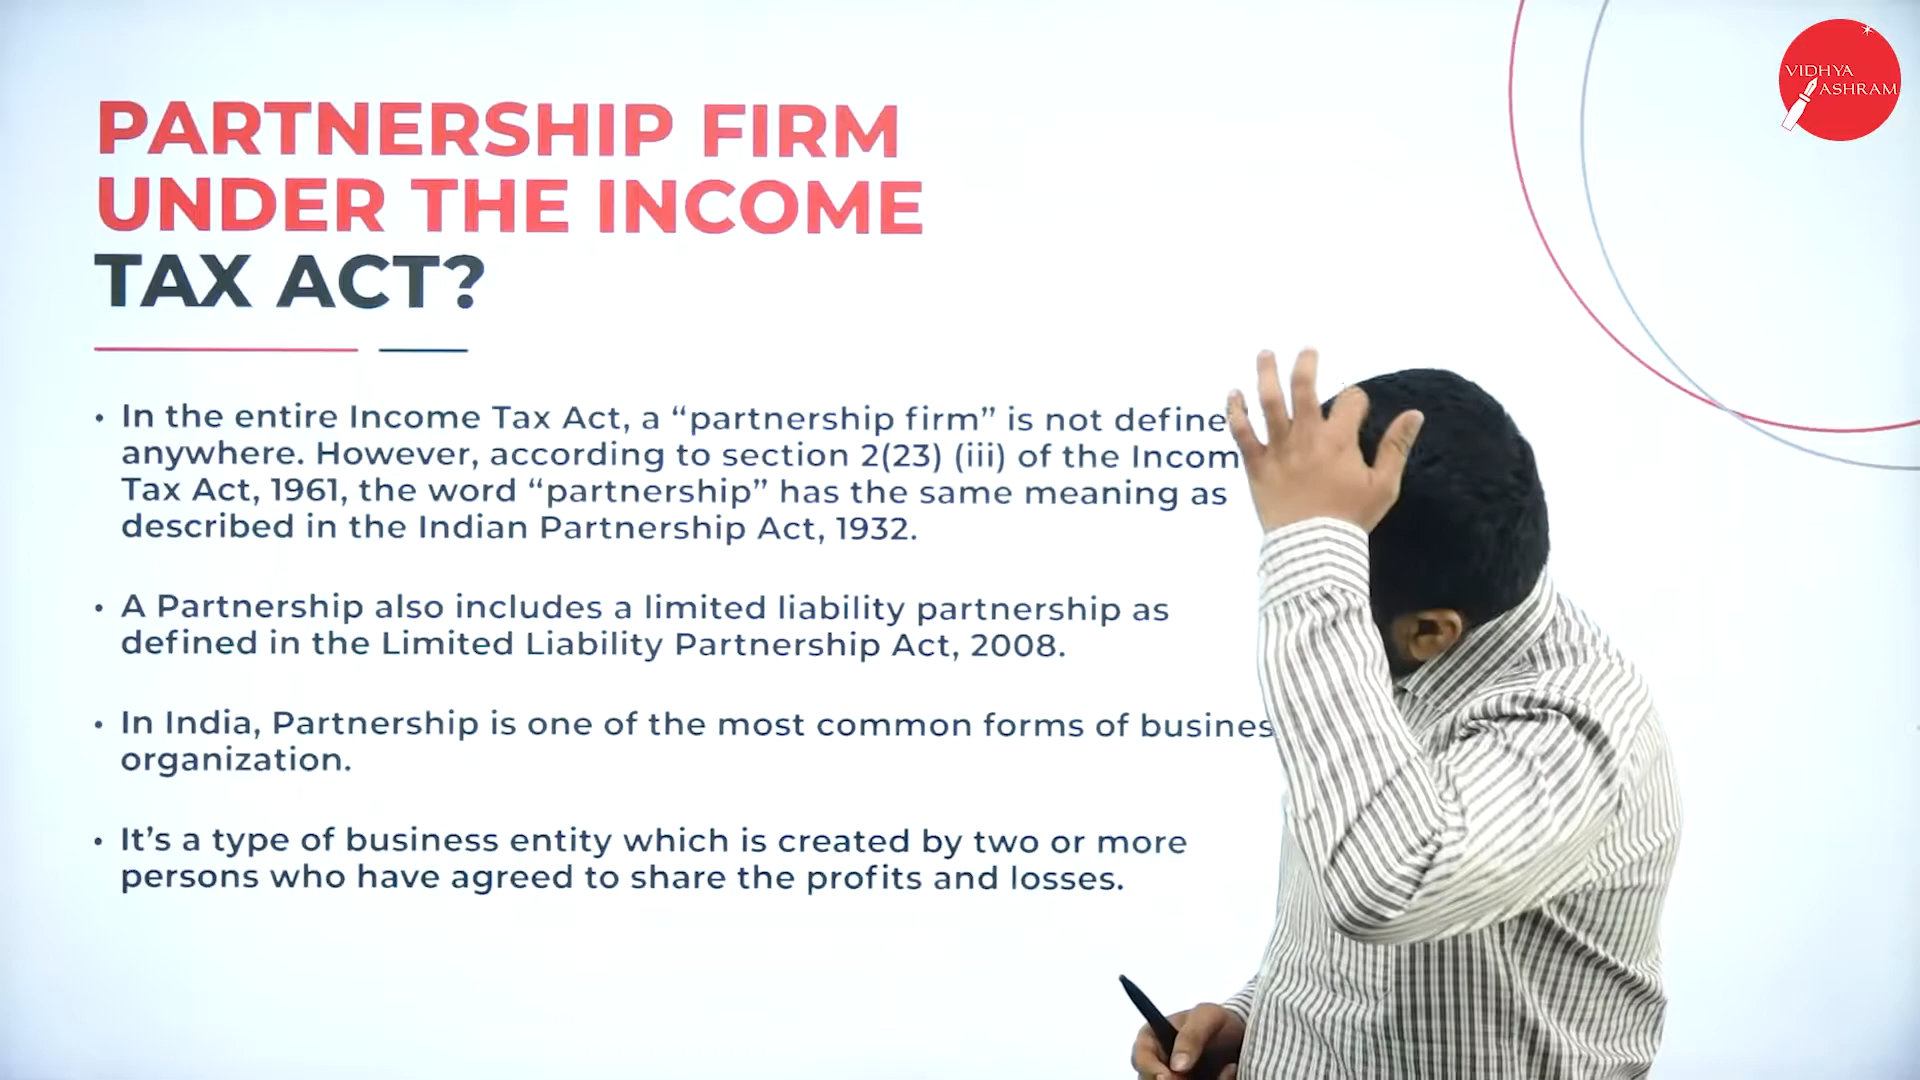 VIDHYA
ASHRAM
PARTNERSHIP FIRM
UNDER THE INCOME
TAX ACT?
• In the entire Income Tax Act, a “partnership firm” is not define
anywhere. However, according to section 2(23) (iii) of the Incom
Tax Act, 1961, the word “partnership” has the same meaning as
described in the Indian Partnership Act, 1932.
• A Partnership also includes a limited liability partnership as
defined in the Limited Liability Partnership Act, 2008.
• In India, Partnership is one of the most common forms of busines
organization.
• It’s a type of business entity which is created by two or more
persons who have agreed to share the profits and losses.